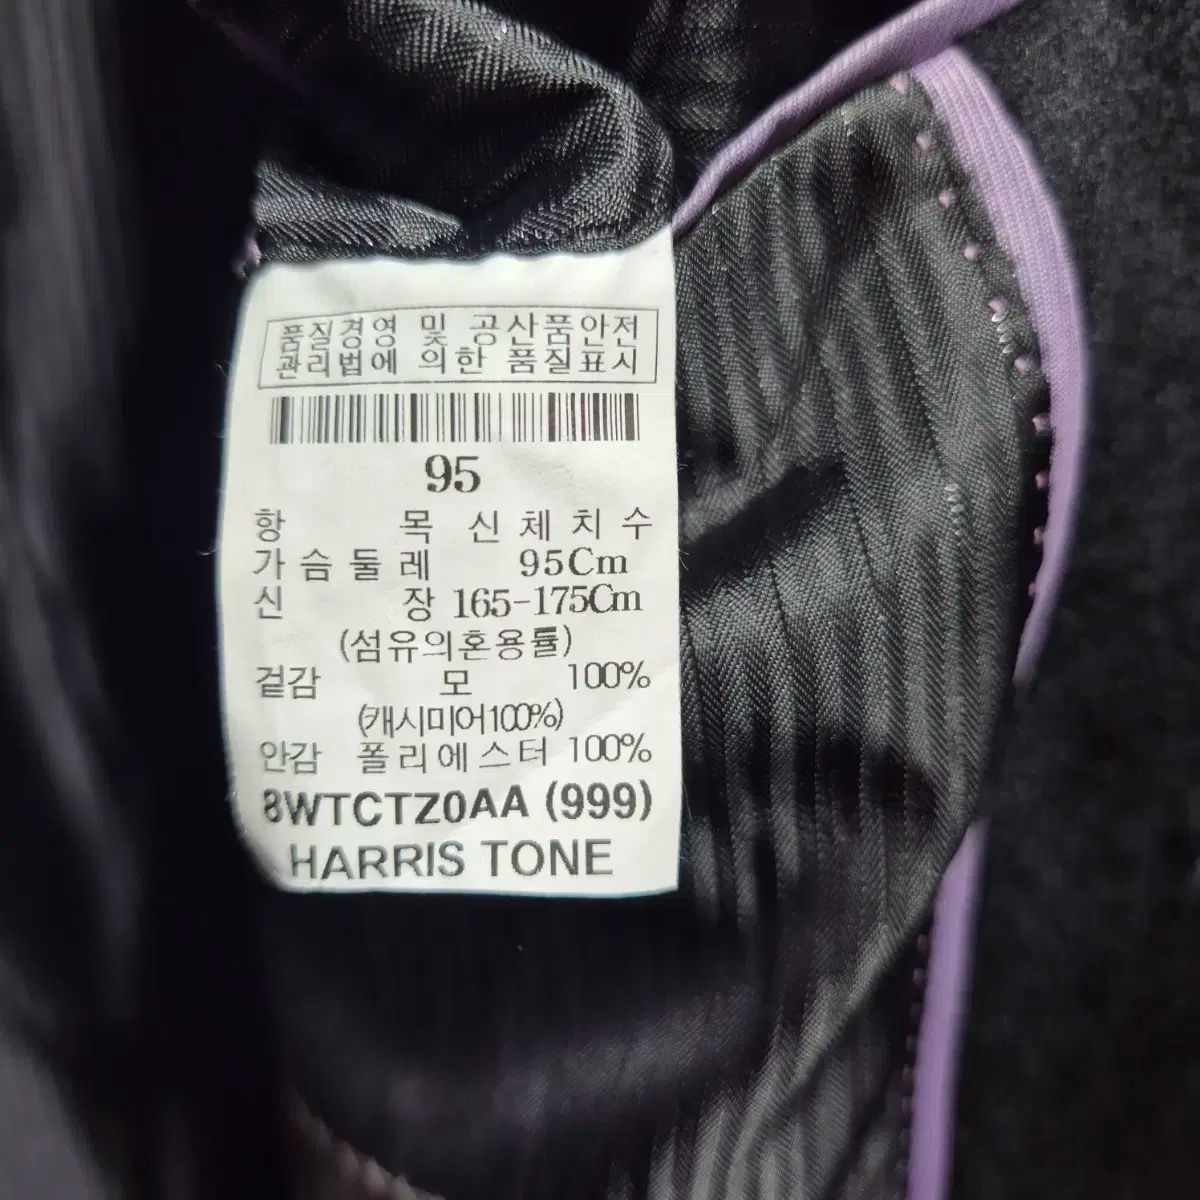 품질경영 및 공산품안전
관리법에 의한 품질표시
95
항 목 신체치수
가슴둘레 95Cm
신 장 165-175Cm
(섬유의혼용률)
겉감 모 100%
(캐시미어100%)
안감 폴리에스터 100%
8WTCTZ0AA (999)
HARRIS TONE